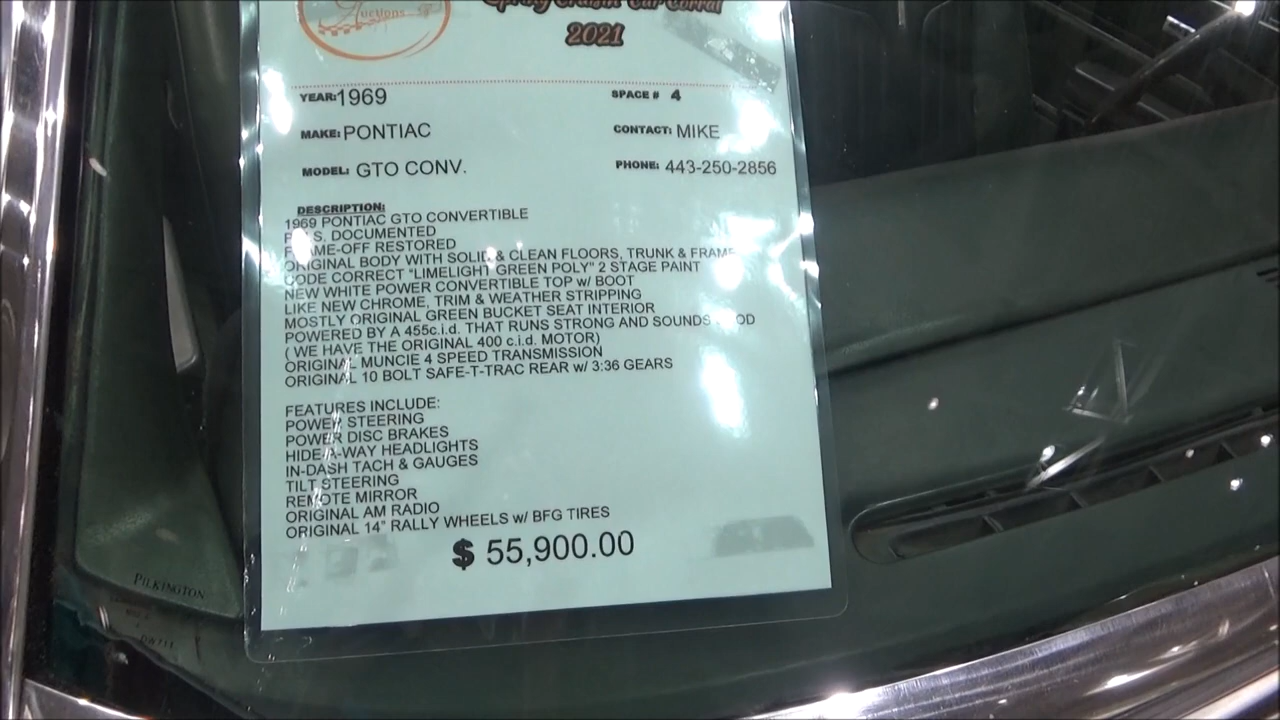 Auctions
Car Corral
2021
YEAR: 1969 SPACE # 4
MAKE: PONTIAC CONTACT: MIKE
MODEL: GTO CONV. PHONE: 443-250-2856
DESCRIPTION:
1969 PONTIAC GTO CONVERTIBLE
DOCUMENTED
FRAME-OFF RESTORED
ORIGINAL BODY WITH SOLID & CLEAN FLOORS, TRUNK & FRAME
CODE CORRECT "LIMELIGHT GREEN POLY" 2 STAGE PAINT
NEW WHITE POWER CONVERTIBLE TOP w/ BOOT
LIKE NEW CHROME, TRIM & WEATHER STRIPPING
MOSTLY ORIGINAL GREEN BUCKET SEAT INTERIOR
POWERED BY A 455c.i.d. THAT RUNS STRONG AND SOUNDS
( WE HAVE THE ORIGINAL 400 c.i.d. MOTOR)
ORIGINAL MUNCIE 4 SPEED TRANSMISSION
ORIGINAL 10 BOLT SAFE-T-TRAC REAR w/ 3:36 GEARS
FEATURES INCLUDE:
POWER STEERING
POWER DISC BRAKES
HIDE-A-WAY HEADLIGHTS
IN-DASH TACH & GAUGES
TILT STEERING
REMOTE MIRROR
ORIGINAL AM RADIO
ORIGINAL 14" RALLY WHEELS w/ BFG TIRES
$ 55,900.00
PILKINGTON